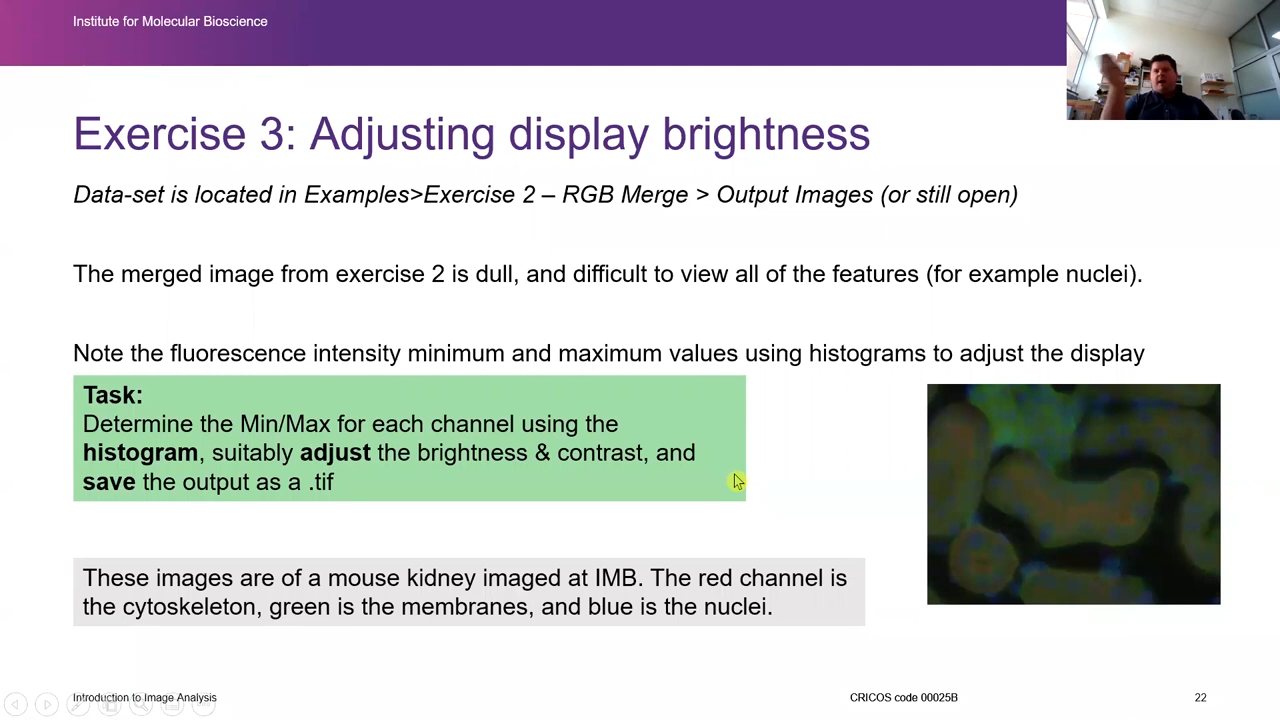 Institute for Molecular Bioscience
Exercise 3: Adjusting display brightness
Data-set is located in Examples>Exercise 2 – RGB Merge > Output Images (or still open)
The merged image from exercise 2 is dull, and difficult to view all of the features (for example nuclei).
Note the fluorescence intensity minimum and maximum values using histograms to adjust the display
Task:
Determine the Min/Max for each channel using the
histogram, suitably adjust the brightness & contrast, and
save the output as a .tif
These images are of a mouse kidney imaged at IMB. The red channel is
the cytoskeleton, green is the membranes, and blue is the nuclei.
Introduction to Image Analysis
CRICOS code 00025B
22